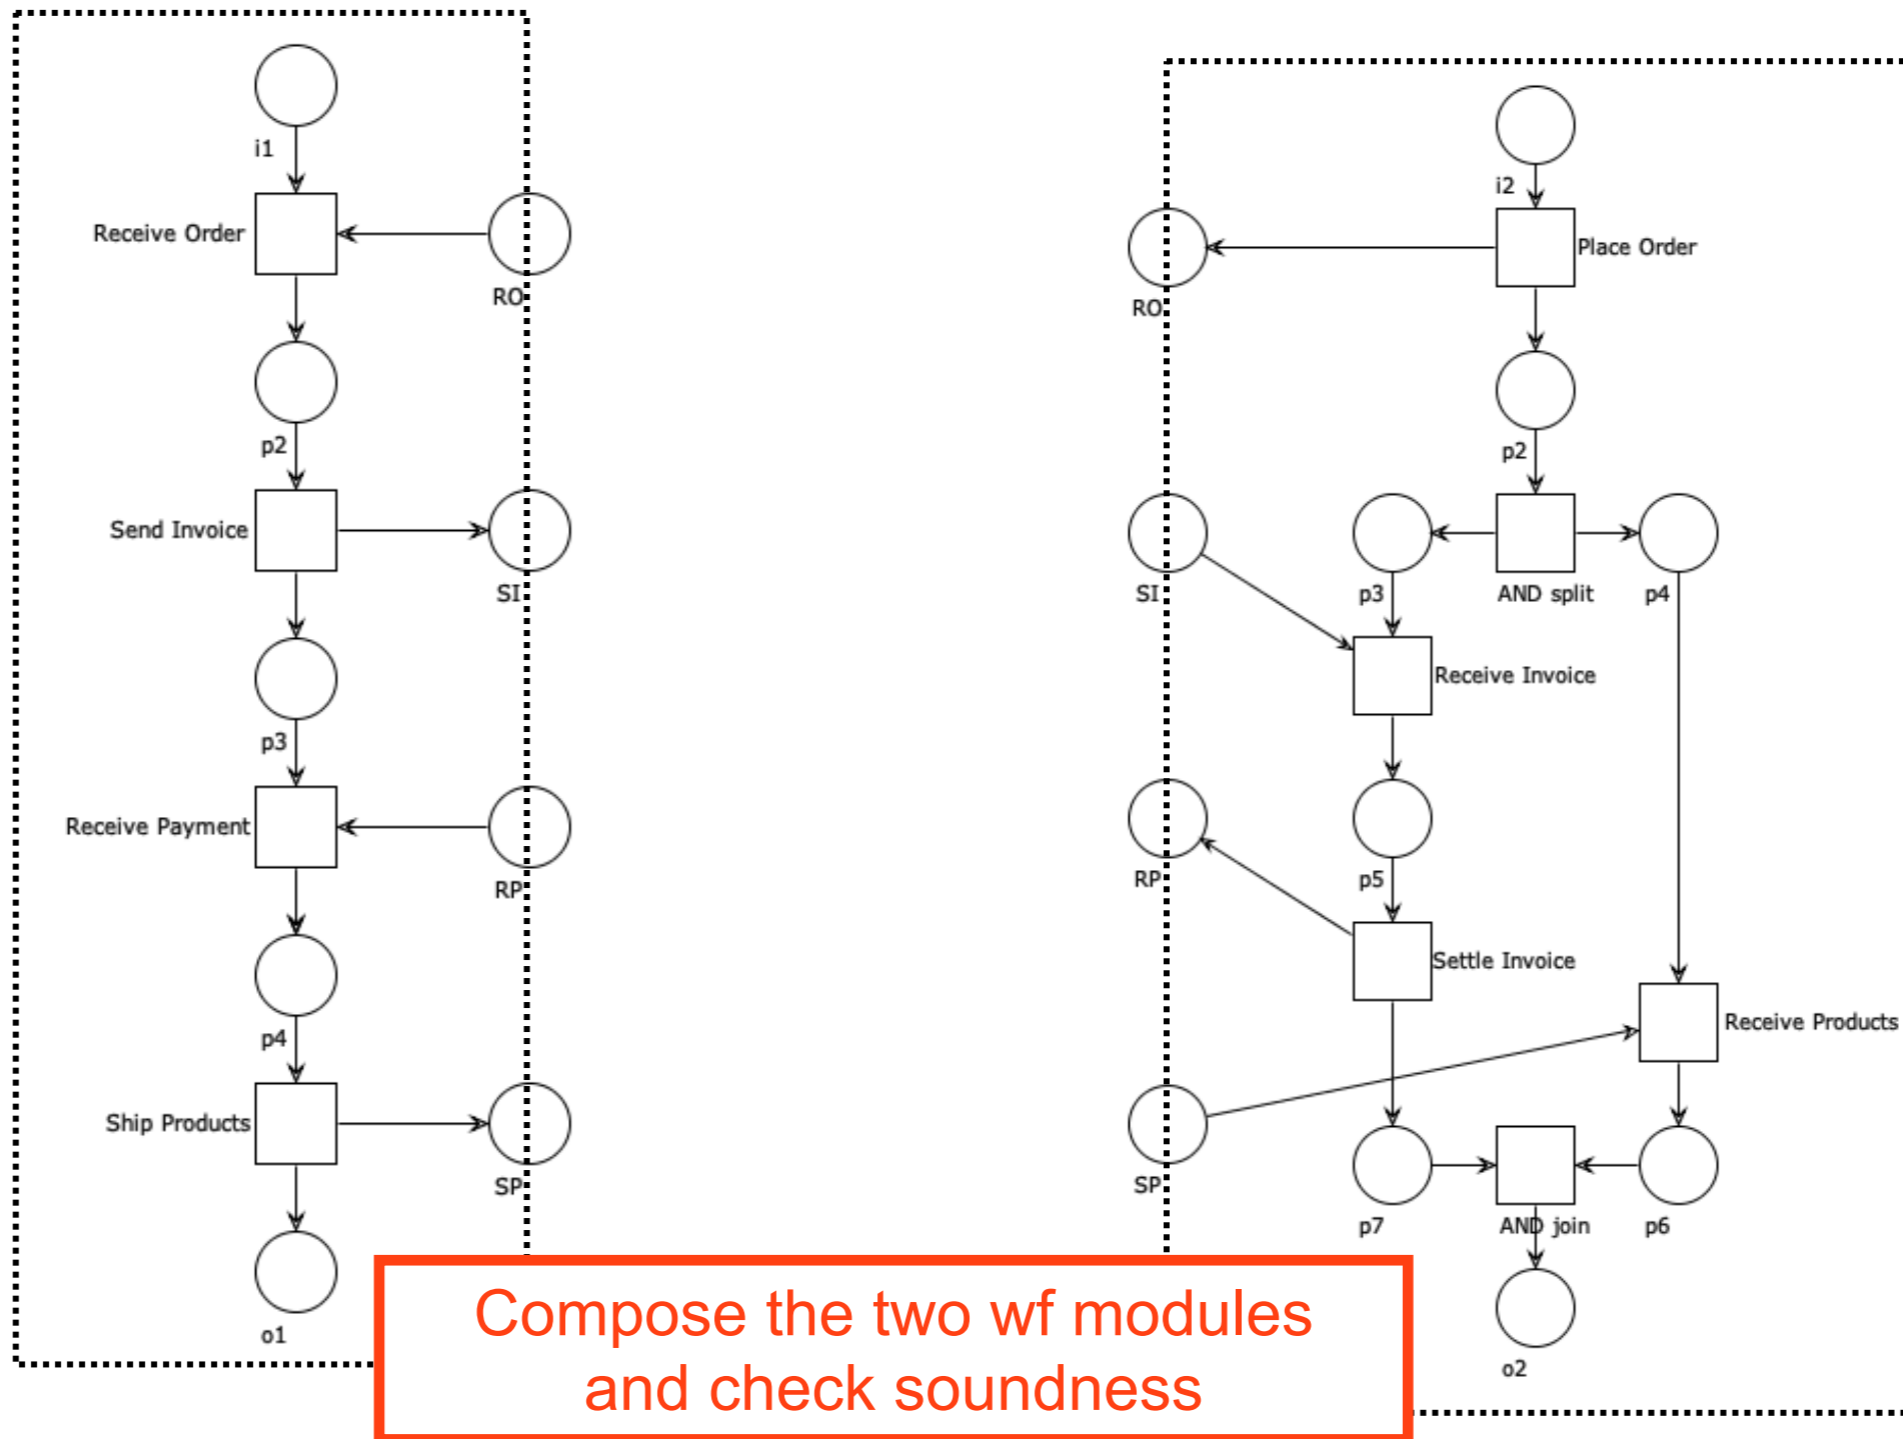 i1
Receive Order
RO
p2
Send Invoice
SI
p3
Receive Payment
RP
p4
Ship Products
SP
o1
i2
Place Order
RO
p2
SI
p3
AND split
p4
Receive Invoice
RP
p5
Settle Invoice
Receive Products
SP
p7
AND join
p6
o2
Compose the two wf modules
and check soundness